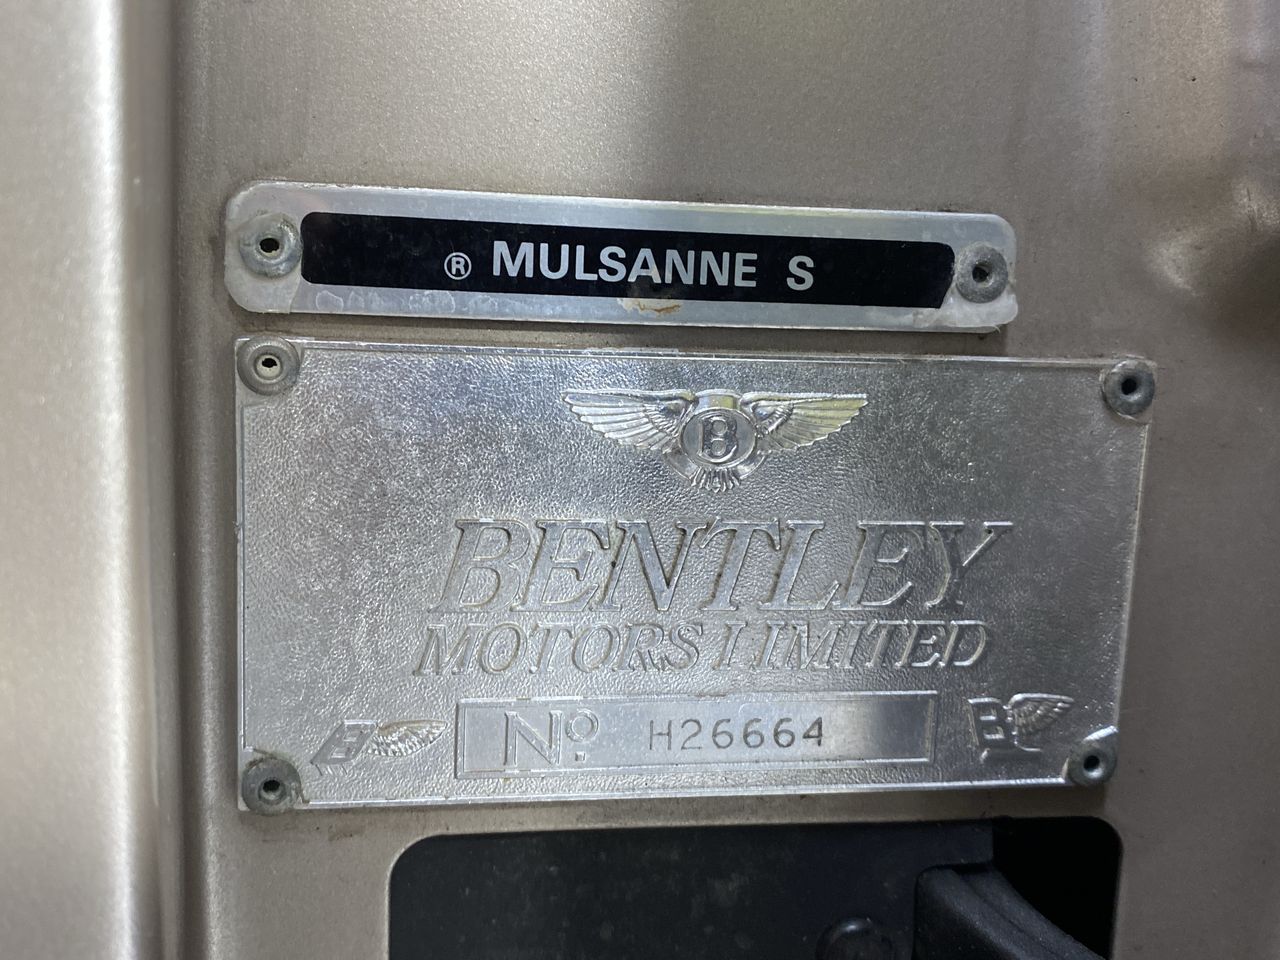 ® MULSANNE S
B
BENTLEY
MOTORS LIMITED
B Nº. H26664 B